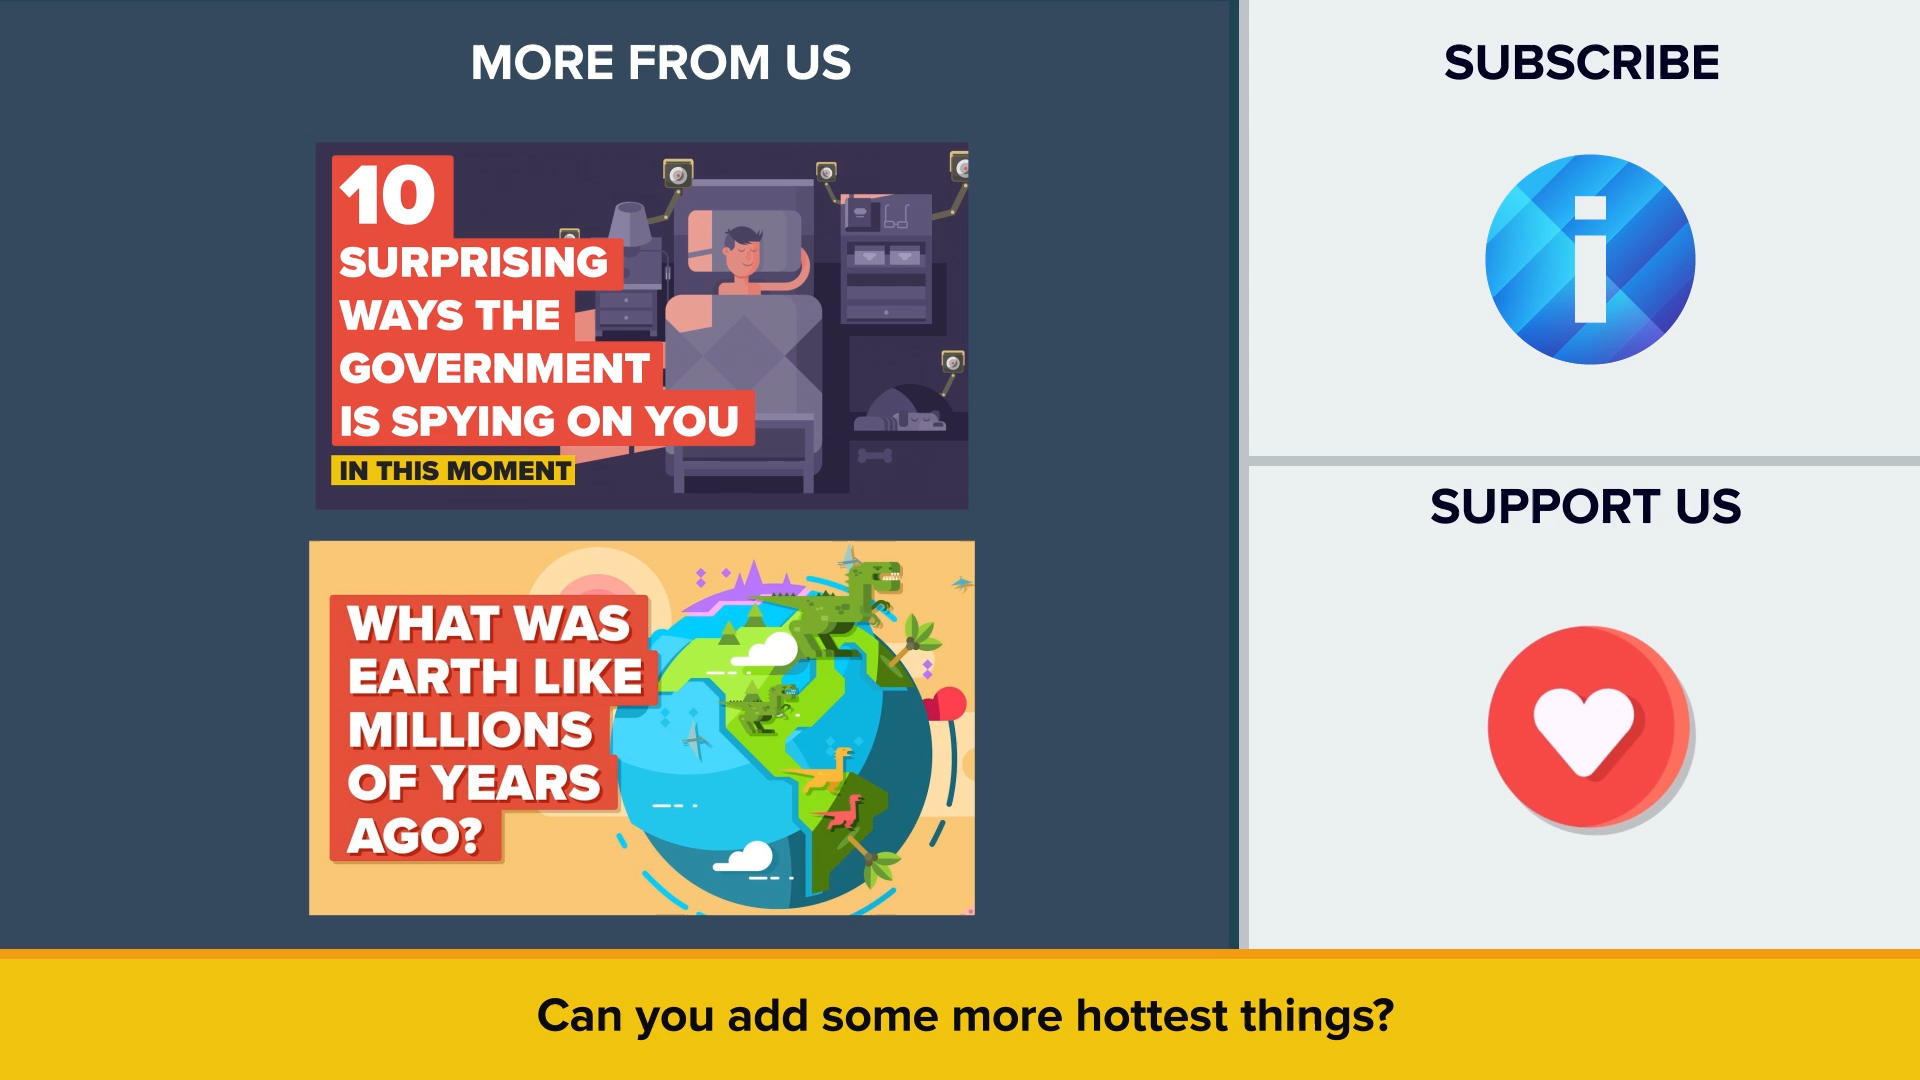 MORE FROM US
10
SURPRISING
WAYS THE
GOVERNMENT
IS SPYING ON YOU
IN THIS MOMENT
WHAT WAS
EARTH LIKE
MILLIONS
OF YEARS
AGO?
SUBSCRIBE
i
SUPPORT US
Can you add some more hottest things?